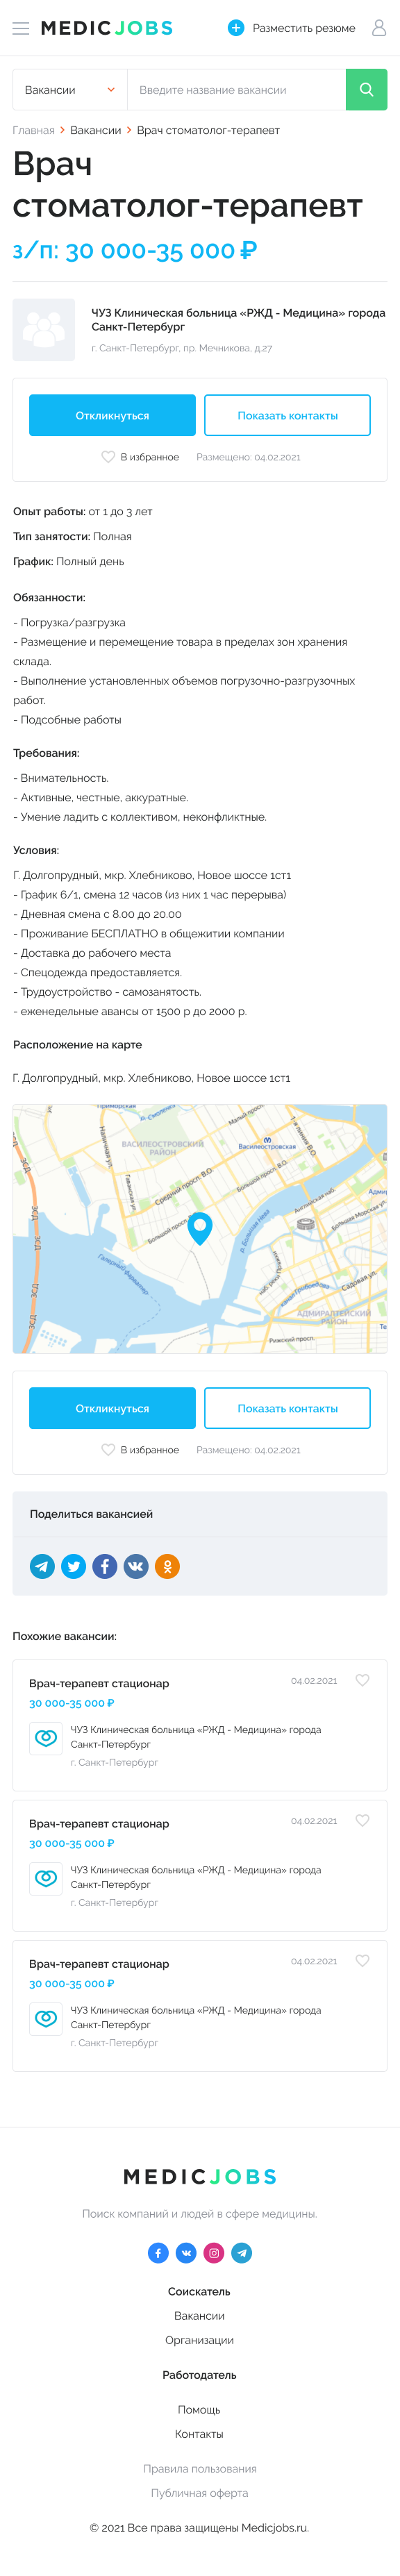 MEDICJOBS
Разместить резюме
Вакансии
Введите название вакансии
Главная > Вакансии > Врач стоматолог-терапевт
Врач
стоматолог-терапевт
з/п: 30 000-35 000 ₽
ЧУЗ Клиническая больница «РЖД - Медицина» города
Санкт-Петербург
г. Санкт-Петербург, пр. Мечникова, д.27
Откликнуться
Показать контакты
В избранное
Размещено: 04.02.2021
Опыт работы: от 1 до 3 лет
Тип занятости: Полная
График: Полный день
Обязанности:
- Погрузка/разгрузка
- Размещение и перемещение товара в пределах зон хранения
склада.
- Выполнение установленных объемов погрузочно-разгрузочных
работ.
- Подсобные работы
Требования:
- Внимательность.
- Активные, честные, аккуратные.
- Умение ладить с коллективом, неконфликтные.
Условия:
Г. Долгопрудный, мкр. Хлебниково, Новое шоссе 1ст1
- График 6/1, смена 12 часов (из них 1 час перерыва)
- Дневная смена с 8.00 до 20.00
- Проживание БЕСПЛАТНО в общежитии компании
- Доставка до рабочего места
- Спецодежда предоставляется.
- Трудоустройство - самозанятость.
- еженедельные авансы от 1500 р до 2000 р.
Расположение на карте
Г. Долгопрудный, мкр. Хлебниково, Новое шоссе 1ст1
Приморская
Малый просп.
ВАСИЛЕОСТРОВСКИЙ
РАЙОН
Василеостровская
1-я линия В.О.
Наличная ул.
Средний просп. В.О.
Большой просп. В.О.
ЗСД
Английская наб.
Большая Морская ул.
Садовая ул.
АДМИРАЛТЕЙСКИЙ
РАЙОН
Рижский просп.
Откликнуться
Показать контакты
В избранное
Размещено: 04.02.2021
Поделиться вакансией
Похожие вакансии:
Врач-терапевт стационар
04.02.2021
30 000-35 000 ₽
ЧУЗ Клиническая больница «РЖД - Медицина» города
Санкт-Петербург
г. Санкт-Петербург
Врач-терапевт стационар
04.02.2021
30 000-35 000 ₽
ЧУЗ Клиническая больница «РЖД - Медицина» города
Санкт-Петербург
г. Санкт-Петербург
Врач-терапевт стационар
04.02.2021
30 000-35 000 ₽
ЧУЗ Клиническая больница «РЖД - Медицина» города
Санкт-Петербург
г. Санкт-Петербург
MEDICJOBS
Поиск компаний и людей в сфере медицины.
Соискатель
Вакансии
Организации
Работодатель
Помощь
Контакты
Правила пользования
Публичная оферта
© 2021 Все права защищены Medicjobs.ru.